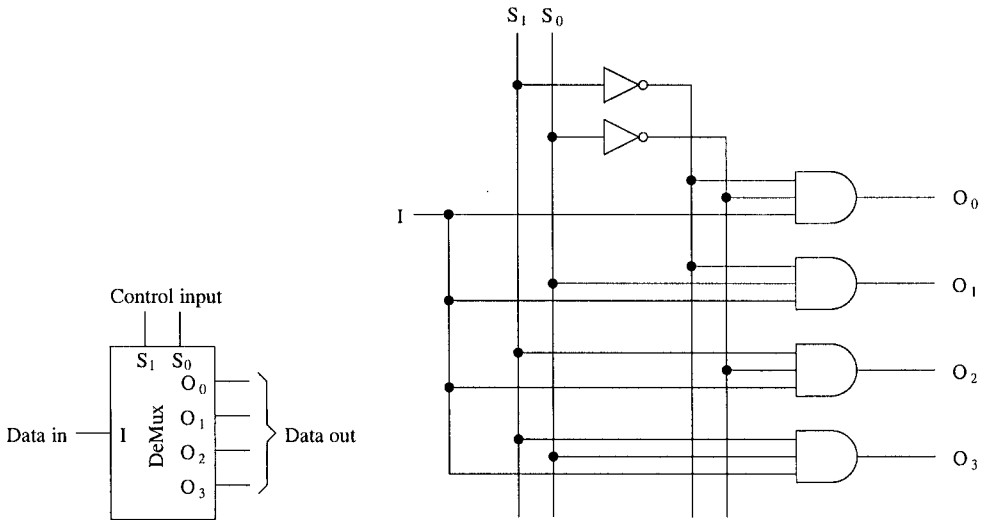 S1 S0
I
O0
O1
O2
O3
Control input
S1 S0
O0
Data in
I
DeMux
O1
O2
O3
Data out